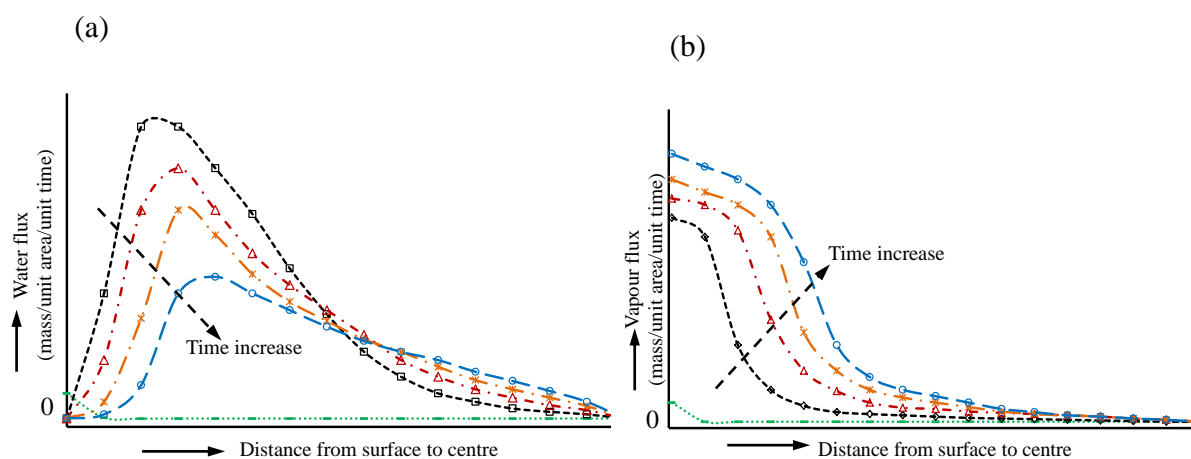 (a)
Water flux
(mass/unit area/unit time)
Time increase
0
Distance from surface to centre
(b)
Vapour flux
(mass/unit area/unit time)
Time increase
0
Distance from surface to centre